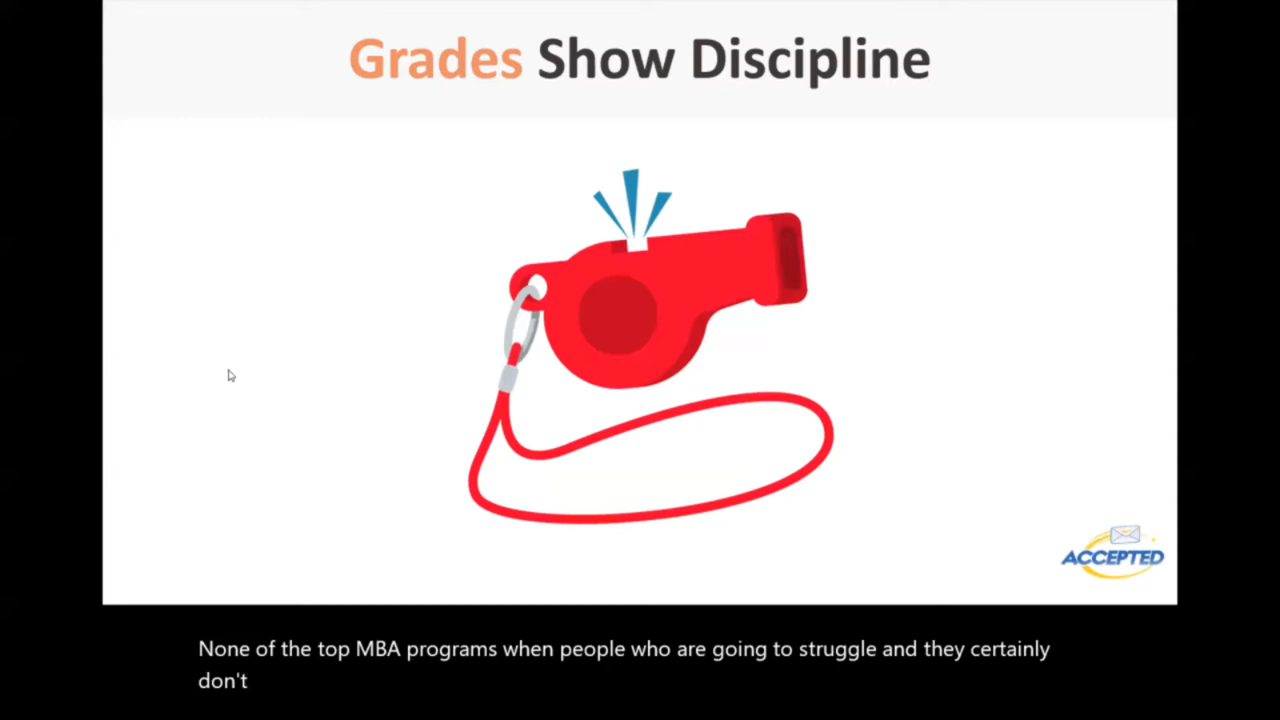 Grades Show Discipline
ACCEPTED
None of the top MBA programs when people who are going to struggle and they certainly
don't